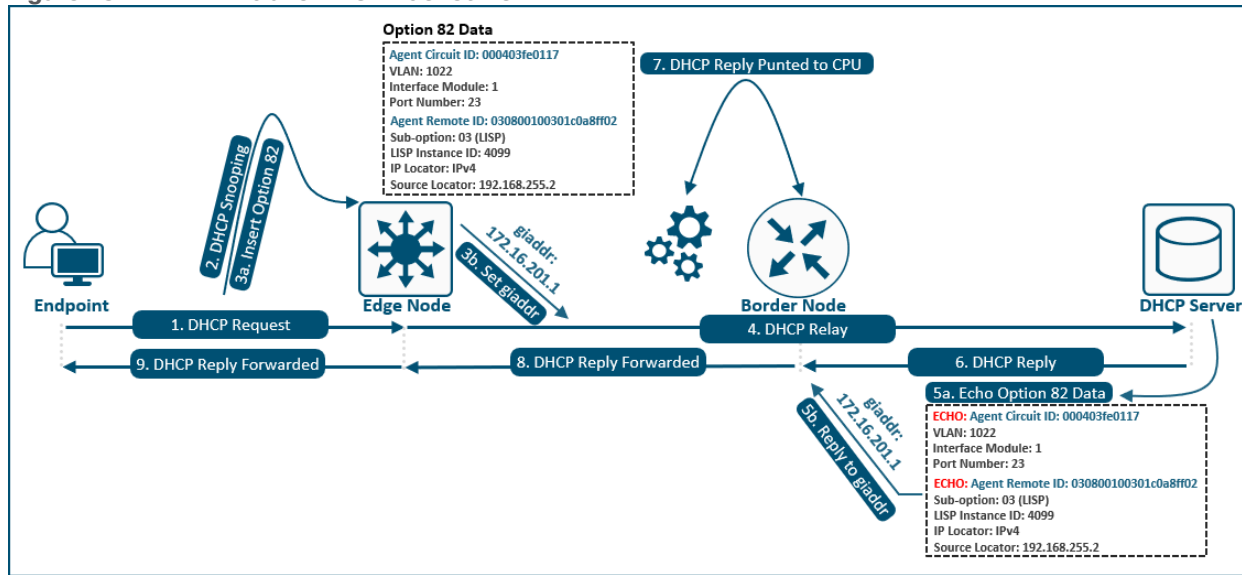 Option 82 Data
Agent Circuit ID: 000403fe0117
VLAN: 1022
Interface Module: 1
Port Number: 23
Agent Remote ID: 030800100301c0a8ff02
Sub-option: 03 (LISP)
LISP Instance ID: 4099
IP Locator: IPv4
Source Locator: 192.168.255.2
7. DHCP Reply Punted to CPU
2. DHCP Snooping
3a. Insert Option 82
giaddr:
172.16.201.1
3b. Set giaddr
Endpoint
Edge Node
Border Node
DHCP Server
1. DHCP Request
4. DHCP Relay
9. DHCP Reply Forwarded
8. DHCP Reply Forwarded
6. DHCP Reply
5a. Echo Option 82 Data
giaddr:
172.16.201.1
5b. Reply to giaddr
ECHO: Agent Circuit ID: 000403fe0117
VLAN: 1022
Interface Module: 1
Port Number: 23
ECHO: Agent Remote ID: 030800100301c0a8ff02
Sub-option: 03 (LISP)
LISP Instance ID: 4099
IP Locator: IPv4
Source Locator: 192.168.255.2